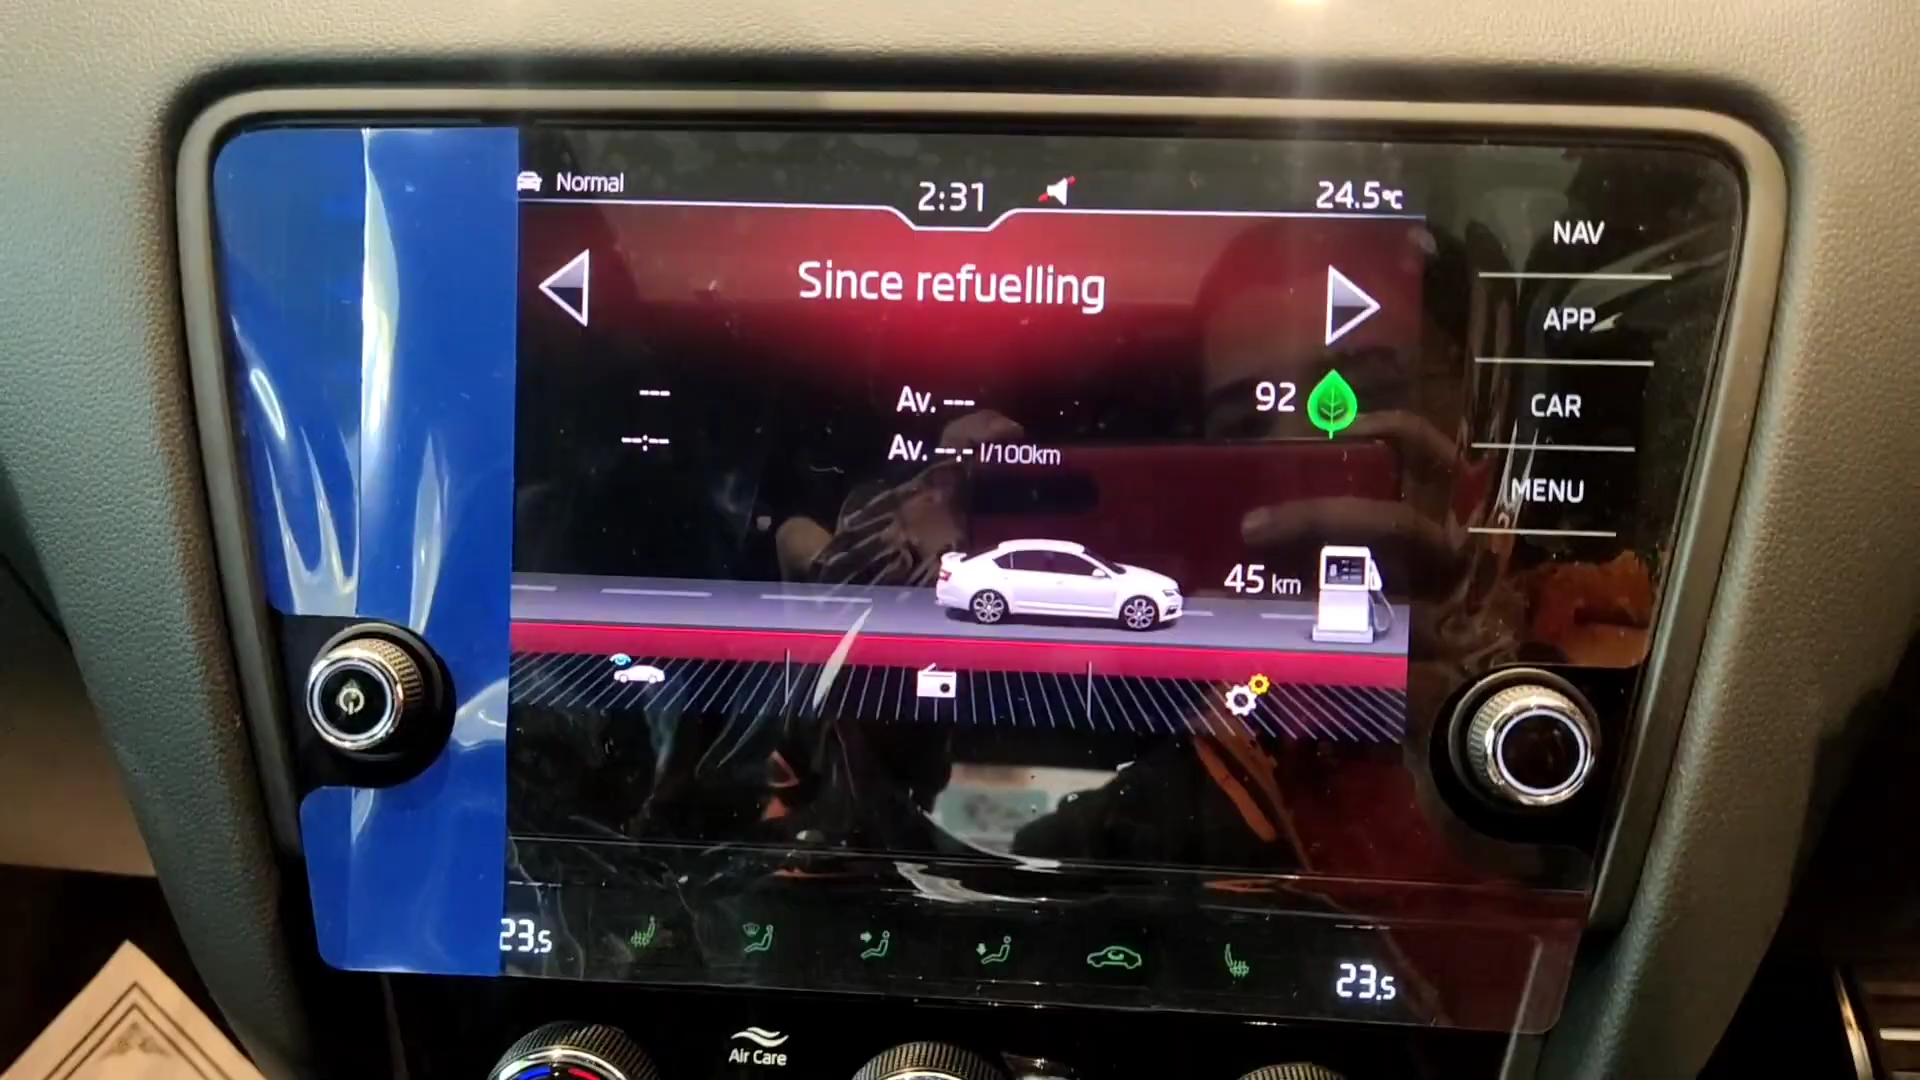 Normal
2:31
24.5°C
Since refuelling
---
Av. ---
92
--:--
Av. --.- l/100km
45 km
NAV
APP
CAR
MENU
23.5
23.5
Air Care